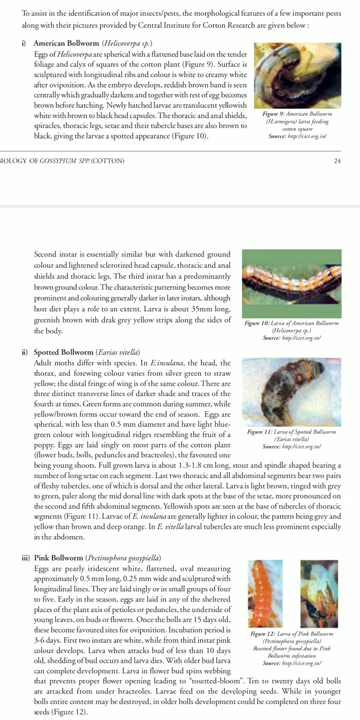 To assist in the identification of major insects/pests, the morphological features of a few important pests
along with their pictures provided by Central Institute for Cotton Research are given below :
i) American Bollworm (Helicoverpa sp.)
Eggs of Helicoverpa are spherical with a flattened base laid on the tender
foliage and calyx of squares of the cotton plant (Figure 9). Surface is
sculptured with longitudinal ribs and colour is white to creamy white
after oviposition. As the embryo develops, reddish brown band is seen
centrally which gradually darkens and together with rest of egg becomes
brown before hatching. Newly hatched larvae are translucent yellowish
white with brown to black head capsules. The thoracic and anal shields,
spiracles, thoracic legs, setae and their tubercle bases are also brown to
black, giving the larvae a spotted appearance (Figure 10).
Figure 9: American Bollworm
(H.armigera) larva feeding
cotton square
Source: http://cicr.org.in/
BIOLOGY OF GOSSYPIUM SPP. (COTTON)
24
Second instar is essentially similar but with darkened ground
colour and lightened sclerotized head capsule, thoracic and anal
shields and thoracic legs. The third instar has a predominantly
brown ground colour. The characteristic patterning becomes more
prominent and colouring generally darker in later instars, although
host diet plays a role to an extent. Larva is about 35mm long,
greenish brown with drak grey yellow strips along the sides of
the body.
Figure 10: Larva of American Bollworm
(Helicoverpa sp.)
Source: http://cicr.org.in/
ii) Spotted Bollworm (Earias vitella)
Adult moths differ with species. In E.insulana, the head, the
thorax, and forewing colour varies from silver green to straw
yellow; the distal fringe of wing is of the same colour. There are
three distinct transverse lines of darker shade and traces of the
fourth at times. Green forms are common during summer, while
yellow/brown forms occur toward the end of season. Eggs are
spherical, with less than 0.5 mm diameter and have light blue-
green colour with longitudinal ridges resembling the fruit of a
poppy. Eggs are laid singly on most parts of the cotton plant
(flower buds, bolls, peduncles and bracteoles), the favoured one
being young shoots. Full grown larva is about 1.3-1.8 cm long, stout and spindle shaped bearing a
number of long setae on each segment. Last two thoracic and all abdominal segments bear two pairs
of fleshy tubercles, one of which is dorsal and the other lateral. Larva is light brown, tinged with grey
to green, paler along the mid dorsal line with dark spots at the base of the setae, more pronounced on
the second and fifth abdominal segments. Yellowish spots are seen at the base of tubercles of thoracic
segments (Figure 11). Larvae of E. insulana are generally lighter in colour, the pattern being grey and
yellow than brown and deep orange. In E. vitella larval tubercles are much less prominent especially
in the abdomen.
Figure 11: Larva of Spotted Bollworm
(Earias vitella)
Source: http://cicr.org.in/
iii) Pink Bollworm (Pectinophora gossypiella)
Eggs are pearly iridescent white, flattened, oval measuring
approximately 0.5 mm long, 0.25 mm wide and sculptured with
longitudinal lines. They are laid singly or in small groups of four
to five. Early in the season, eggs are laid in any of the sheltered
places of the plant axis of petioles or peduncles, the underside of
young leaves, on buds or flowers. Once the bolls are 15 days old,
these become favoured sites for oviposition. Incubation period is
3-6 days. First two instars are white, while from third instar pink
colour develops. Larva when attacks bud of less than 10 days
old, shedding of bud occurs and larva dies. With older bud larva
can complete development. Larva in flower bud spins webbing
that prevents proper flower opening leading to "rosetted-bloom". Ten to twenty days old bolls
are attacked from under bracteoles. Larvae feed on the developing seeds. While in younger
bolls entire content may be destroyed, in older bolls development could be completed on three four
seeds (Figure 12).
Figure 12: Larva of Pink Bollworm
(Pectinophora gossypiella)
Rosetted flower found due to Pink
Bollworm infestation
Source: http://cicr.org.in/